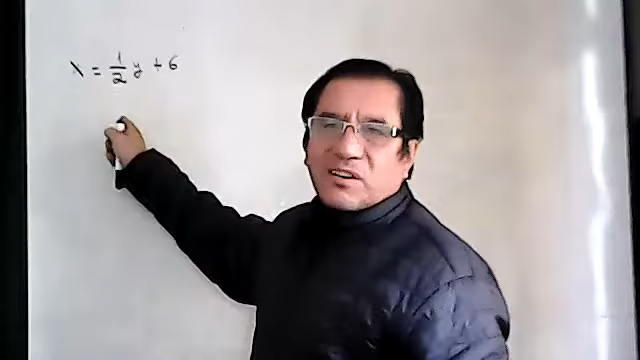 x = 1/2 y + 6